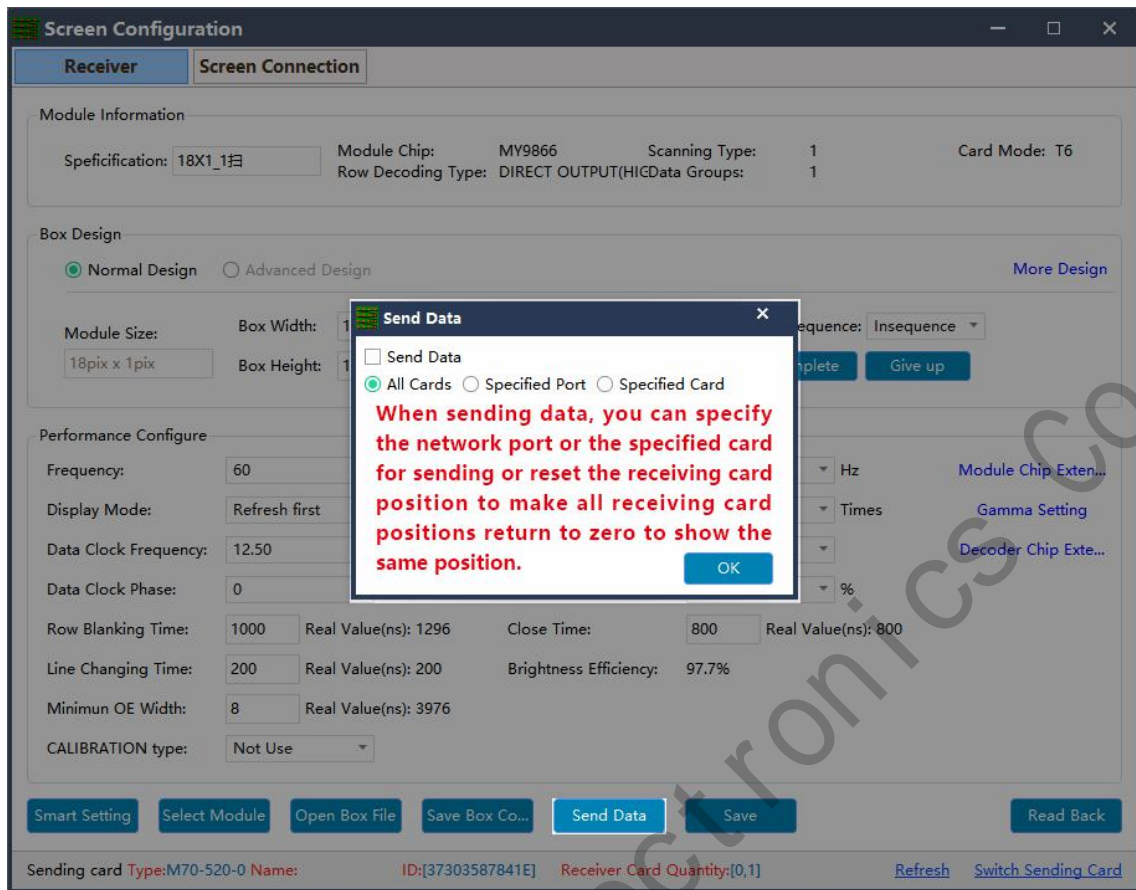 Screen Configuration
Receiver Screen Connection
Module Information
Speficification: 18X1_1扫 Module Chip: MY9866 Scanning Type: 1 Card Mode: T6
Row Decoding Type: DIRECT OUTPUT(HIC Data Groups: 1
Box Design
Normal Design Advanced Design More Design
Module Size: Box Width: 1 equence: Insequence
18pix x 1pix Box Height: 1 nplete Give up
Send Data
Send Data
All Cards Specified Port Specified Card
When sending data, you can specify
the network port or the specified card
for sending or reset the receiving card
position to make all receiving card
positions return to zero to show the
same position.
OK
Performance Configure
Frequency: 60 Hz Module Chip Exten...
Display Mode: Refresh first Times Gamma Setting
Data Clock Frequency: 12.50 Decoder Chip Exte...
Data Clock Phase: 0 %
Row Blanking Time: 1000 Real Value(ns): 1296 Close Time: 800 Real Value(ns): 800
Line Changing Time: 200 Real Value(ns): 200 Brightness Efficiency: 97.7%
Minimun OE Width: 8 Real Value(ns): 3976
CALIBRATION type: Not Use
Smart Setting Select Module Open Box File Save Box Co... Send Data Save Read Back
Sending card Type:M70-520-0 Name: ID:[37303587841E] Receiver Card Quantity:[0,1] Refresh Switch Sending Card
ctronics Co